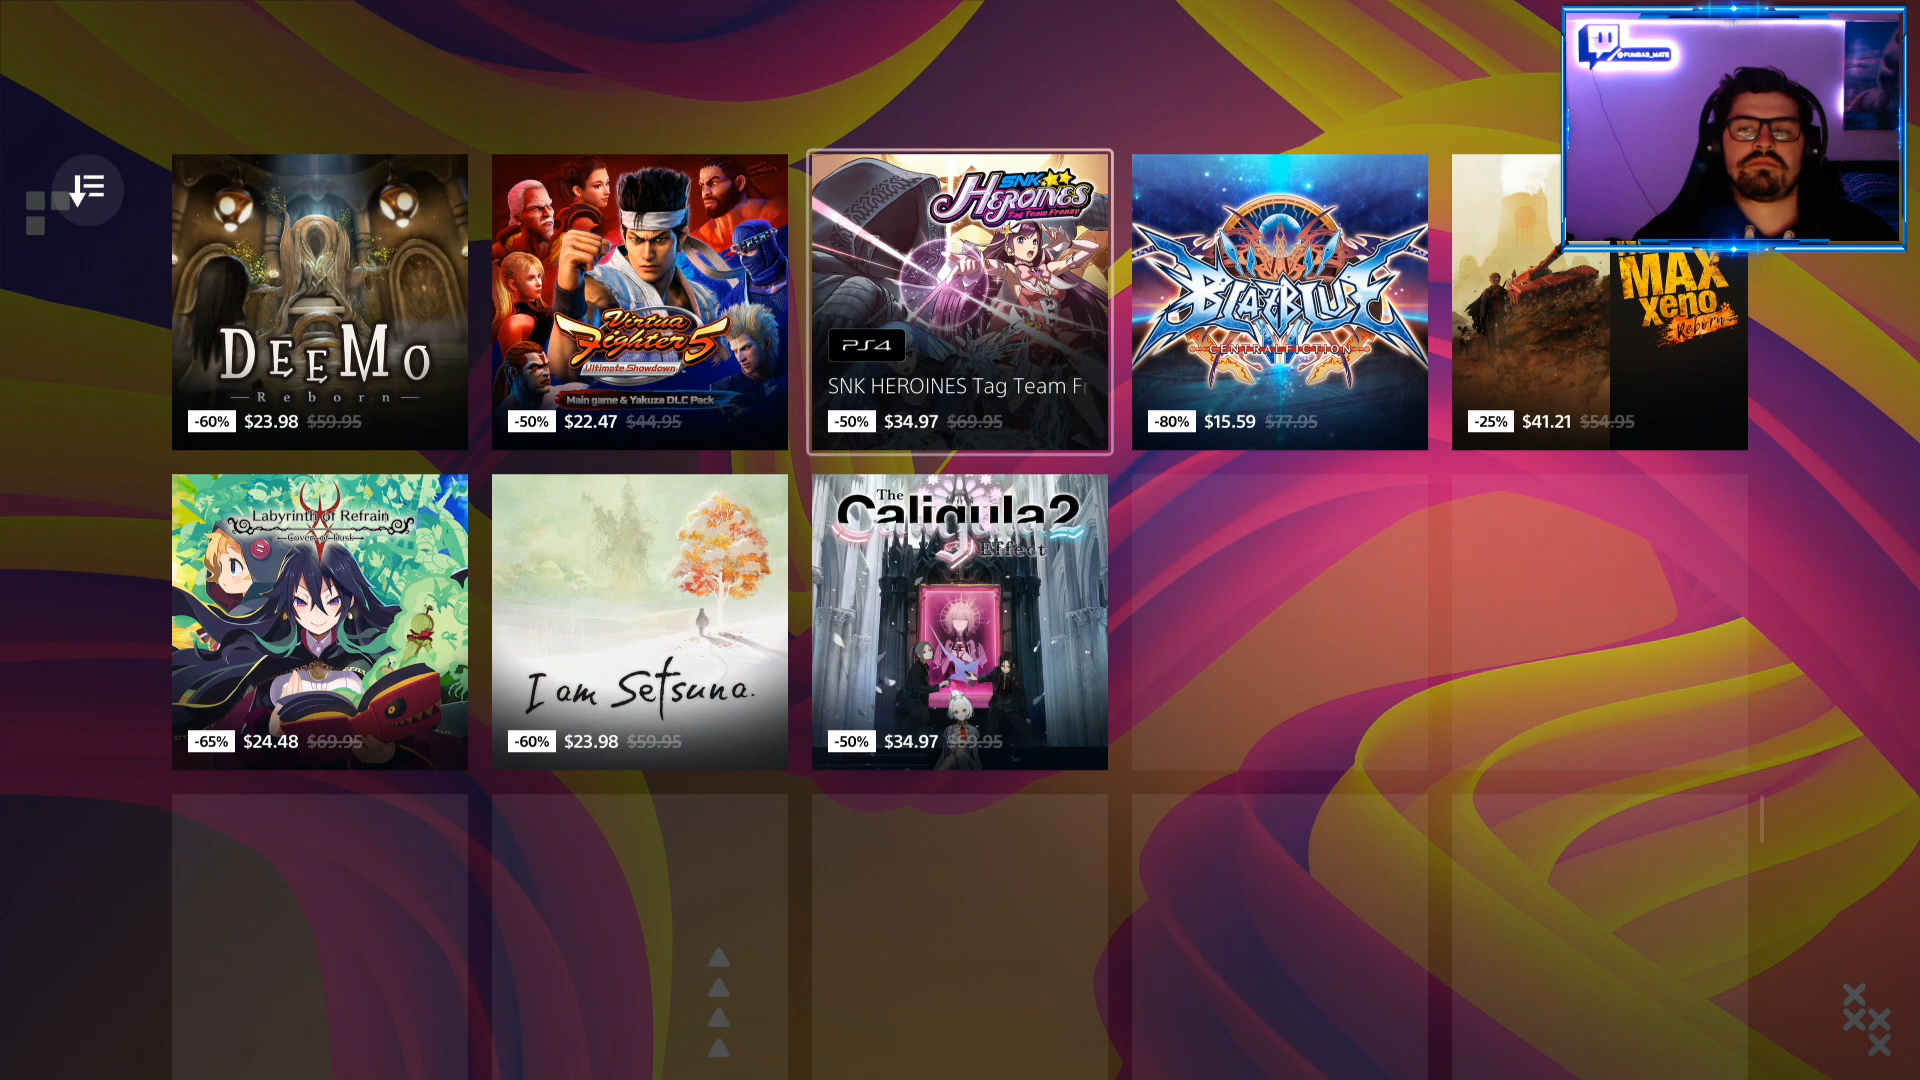 @PUMBAS_MATE
DEEMO
Reborn
-60% $23.98 $59.95
Virtua
Fighter 5
Ultimate Showdown
Main game & Yakuza DLC Pack
-50% $22.47 $44.95
SNK
HEROINES
Tag Team Frenzy
PS4
SNK HEROINES Tag Team Fr
-50% $34.97 $69.95
BLAZBLUE
CENTRALFICTION
-80% $15.59 $77.95
MAX
xeno
Reborn
-25% $41.21 $54.95
Labyrinth of Refrain
Coven of Dusk
-65% $24.48 $69.95
I am Setsuna.
-60% $23.98 $59.95
The
Caligula2
Effect
-50% $34.97 $69.95